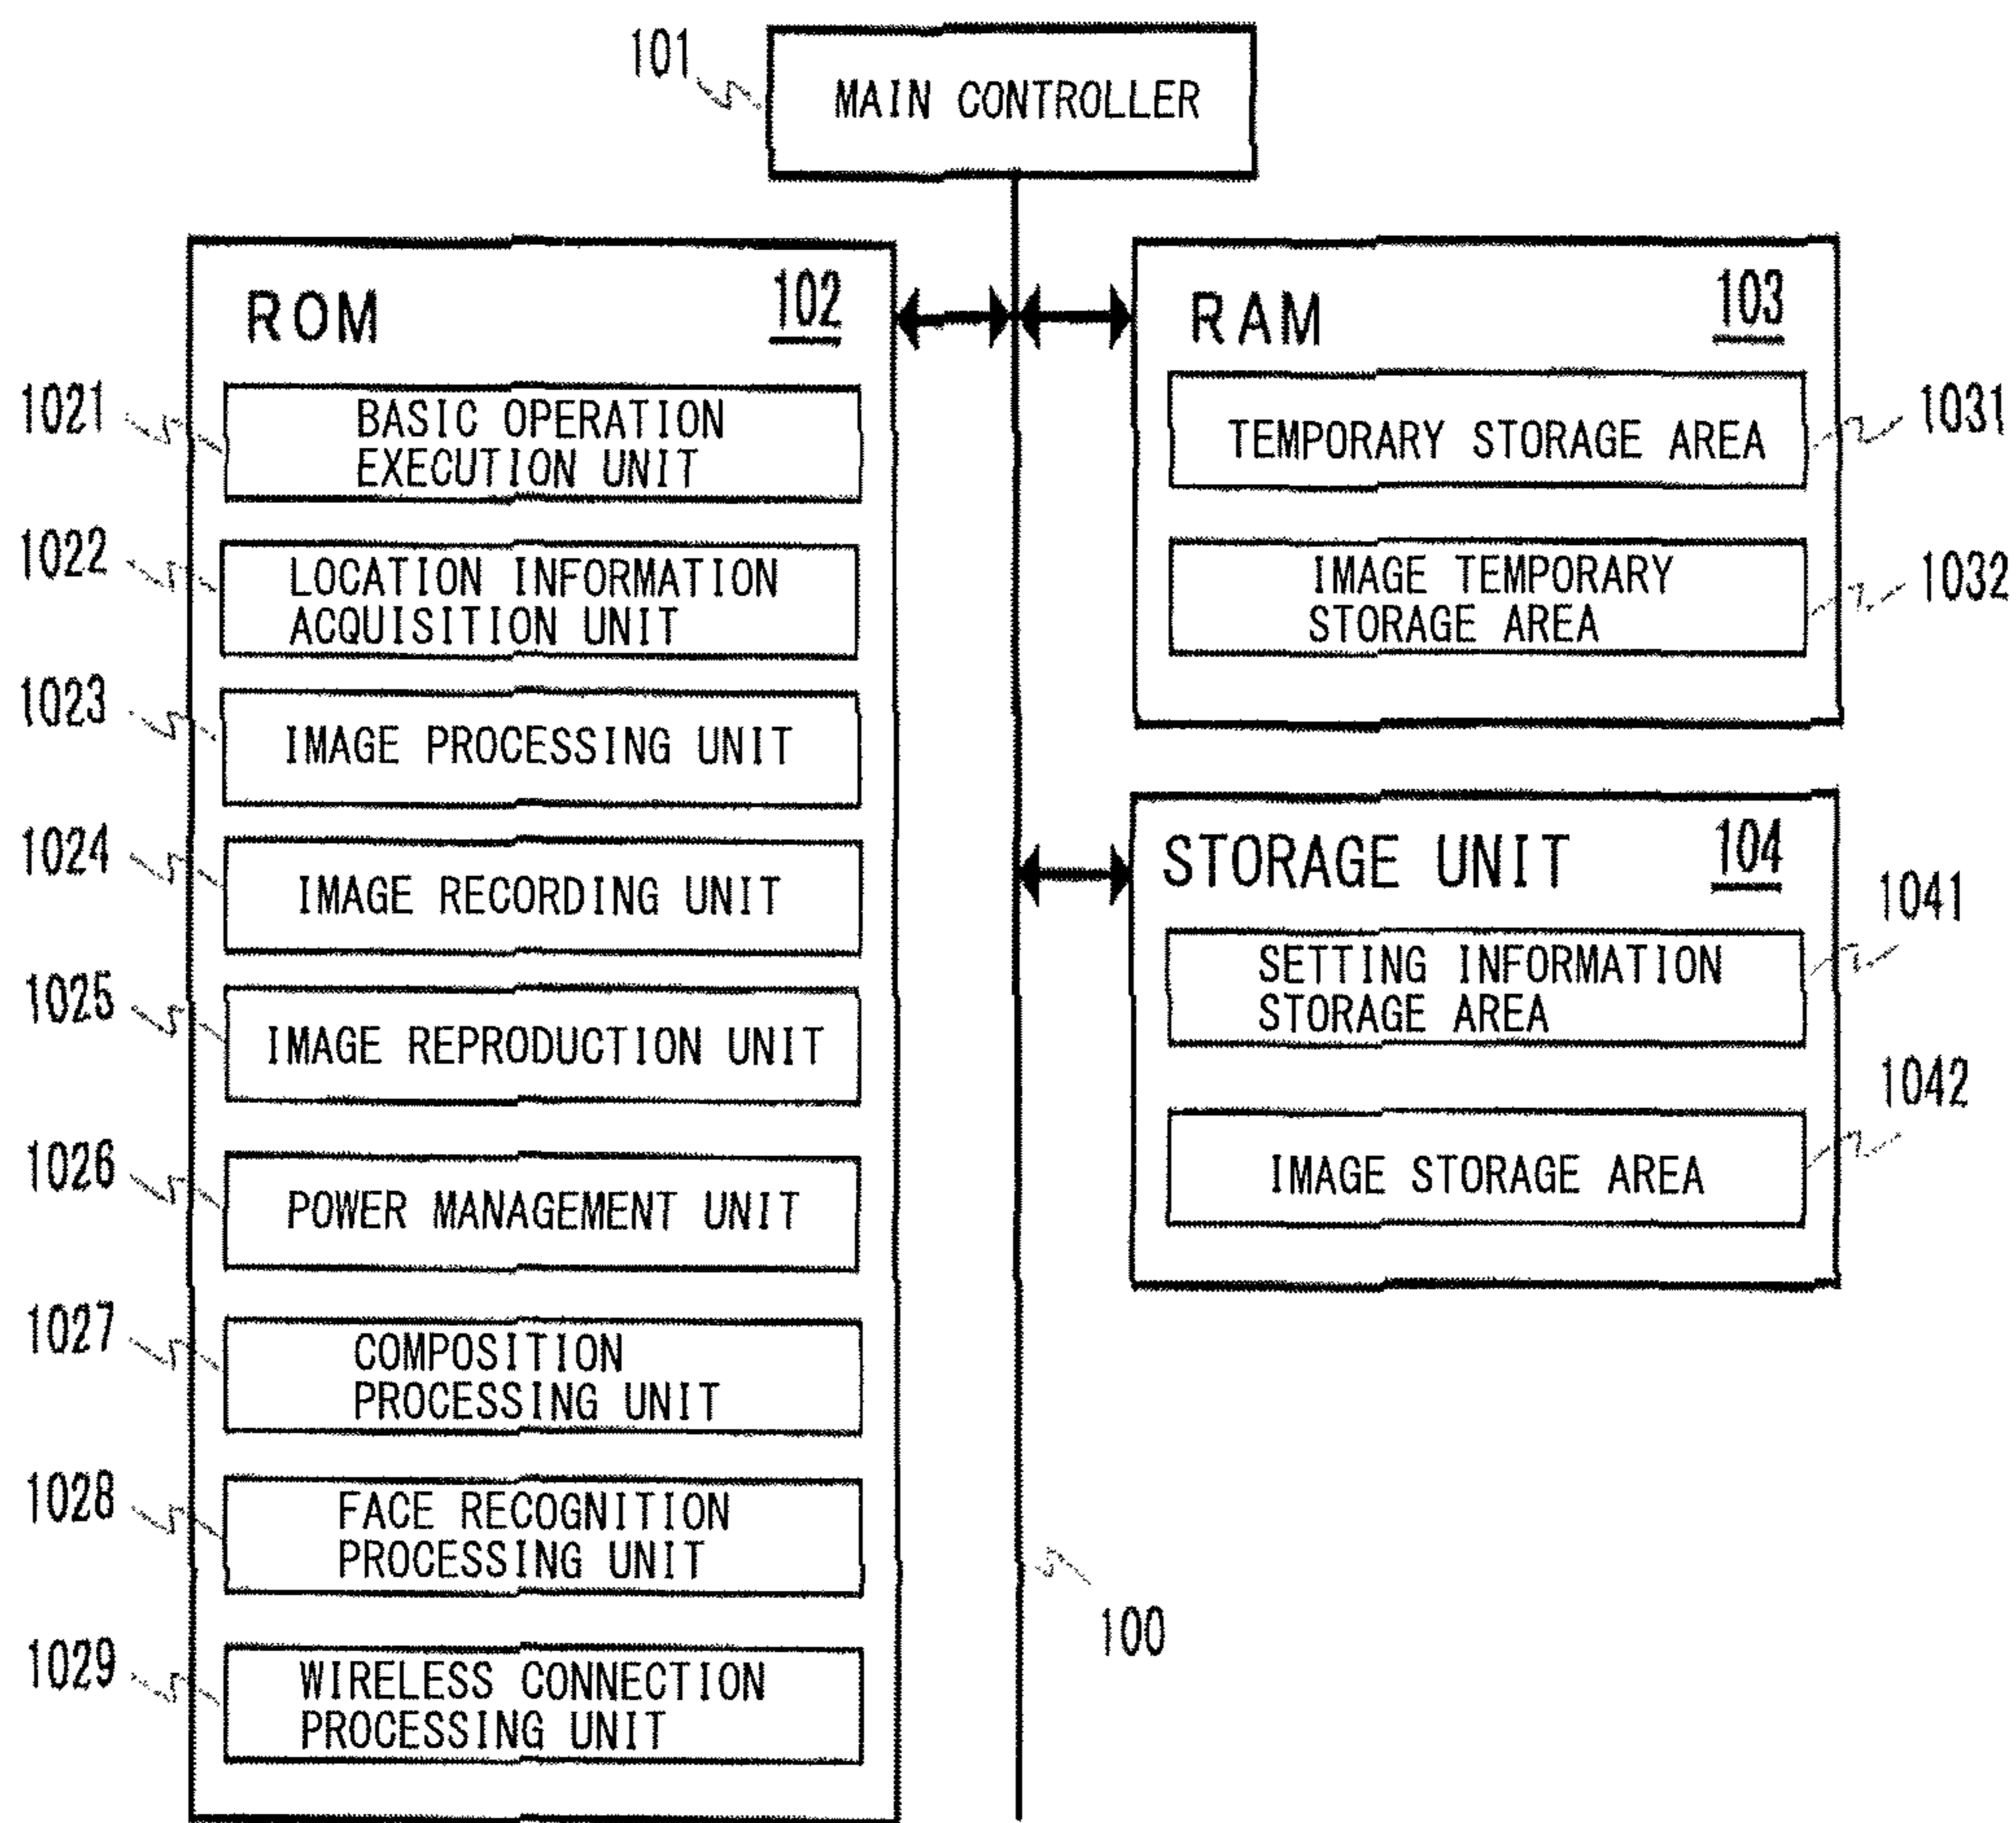 101
MAIN CONTROLLER
ROM 102
1021
BASIC OPERATION
EXECUTION UNIT
1022
LOCATION INFORMATION
ACQUISITION UNIT
1023
IMAGE PROCESSING UNIT
1024
IMAGE RECORDING UNIT
1025
IMAGE REPRODUCTION UNIT
1026
POWER MANAGEMENT UNIT
1027
COMPOSITION
PROCESSING UNIT
1028
FACE RECOGNITION
PROCESSING UNIT
1029
WIRELESS CONNECTION
PROCESSING UNIT
RAM 103
TEMPORARY STORAGE AREA
1031
IMAGE TEMPORARY
STORAGE AREA
1032
STORAGE UNIT 104
1041
SETTING INFORMATION
STORAGE AREA
1042
IMAGE STORAGE AREA
100